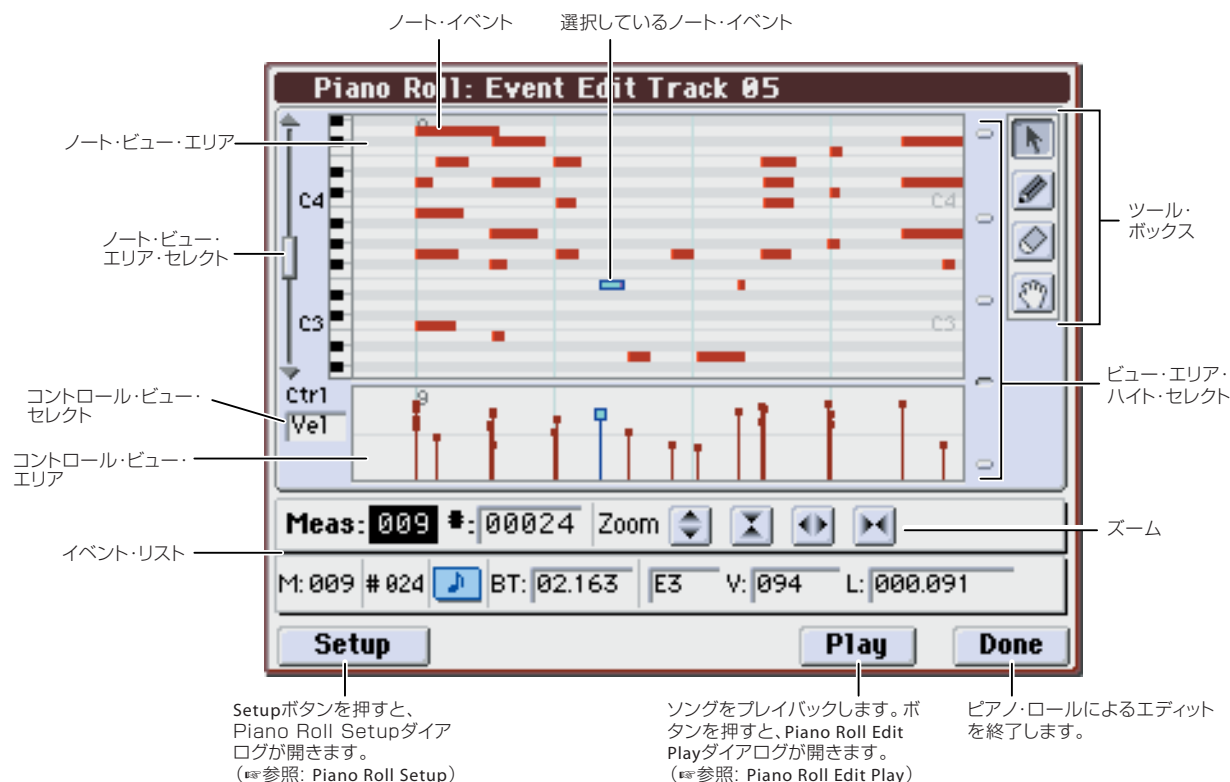 ノート・イベント
選択しているノート・イベント
Piano Roll: Event Edit Track 05
ノート・ビュー・エリア
9
C4
C4
ノート・ビュー・
エリア・セレクト
ツール・
ボックス
C3
C3
コントロール・ビュー・
セレクト
Ctrl
Vel
9
ビュー・エリア・
ハイト・セレクト
コントロール・ビュー・
エリア
Meas: 009 #: 00024 Zoom
ズーム
イベント・リスト
M: 009 # 024 BT: 02.163 E3 V: 094 L: 000.091
Setup Play Done
Setupボタンを押すと、
Piano Roll Setupダイア
ログが開きます。
(☞参照: Piano Roll Setup)
ソングをプレイバックします。ボ
タンを押すと、Piano Roll Edit
Playダイアログが開きます。
(☞参照: Piano Roll Edit Play)
ピアノ・ロールによるエディット
を終了します。